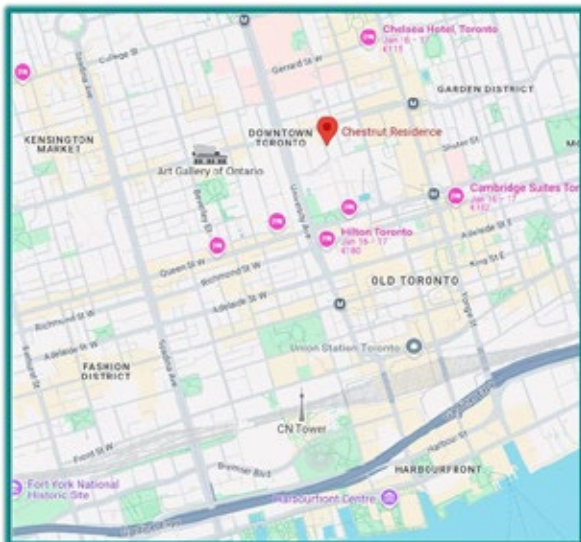 Chelsea Hotel, Toronto
Jan 16 – 17
€115
College St
Gerrard St W
Spadina Ave
GARDEN DISTRICT
KENSINGTON
MARKET
DOWNTOWN
TORONTO
Chestnut Residence
Shuter St
Art Gallery of Ontario
Beverley St
University Ave
Cambridge Suites Tor
Jan 16 – 17
Hilton Toronto
Jan 16 – 17
€180
Adelaide St E
King St E
Queen St W
Richmond St W
OLD TORONTO
Adelaide St W
Yonge St
Richmond St W
Union Station Toronto
Adelaide St W
FASHION
DISTRICT
Bathurst St
Spadina Ave
CN Tower
Front St W
Bremner Blvd
Harbour St
HARBOURFRONT
Fort York National
Historic Site
Harbourfront Centre